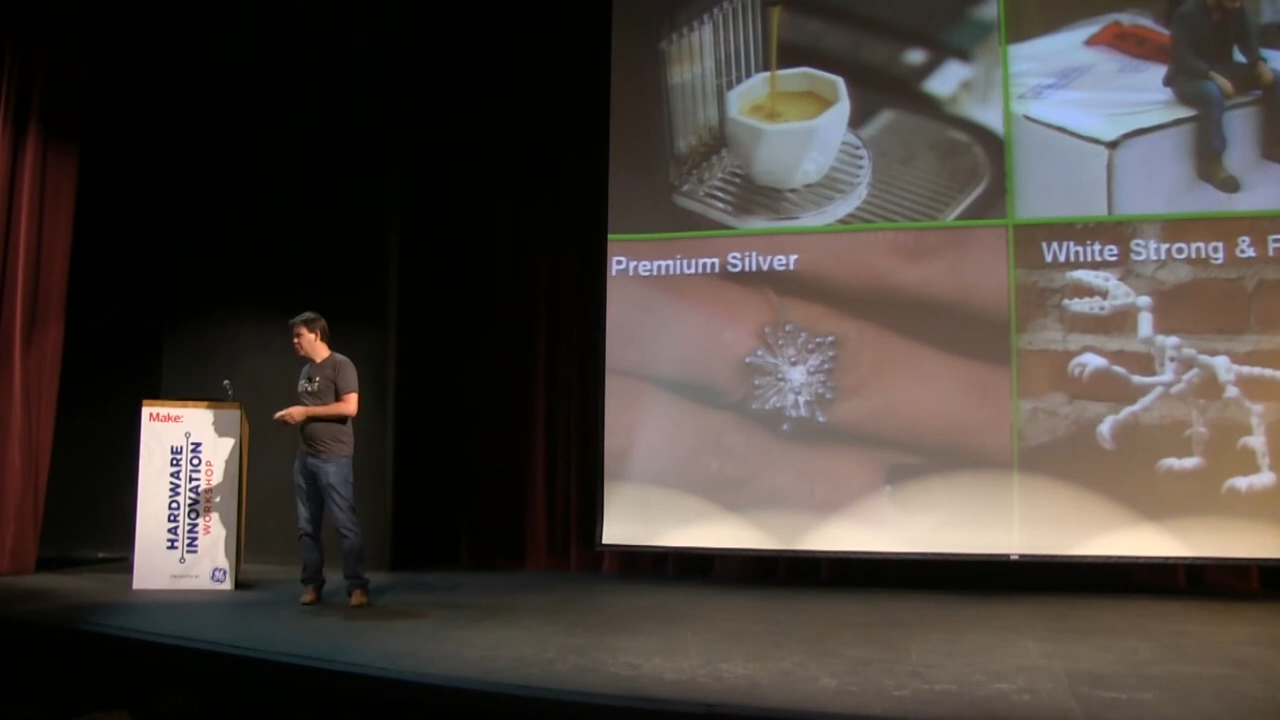 Make:
HARDWARE
INNOVATION
WORKSHOP
Premium Silver
White Strong &